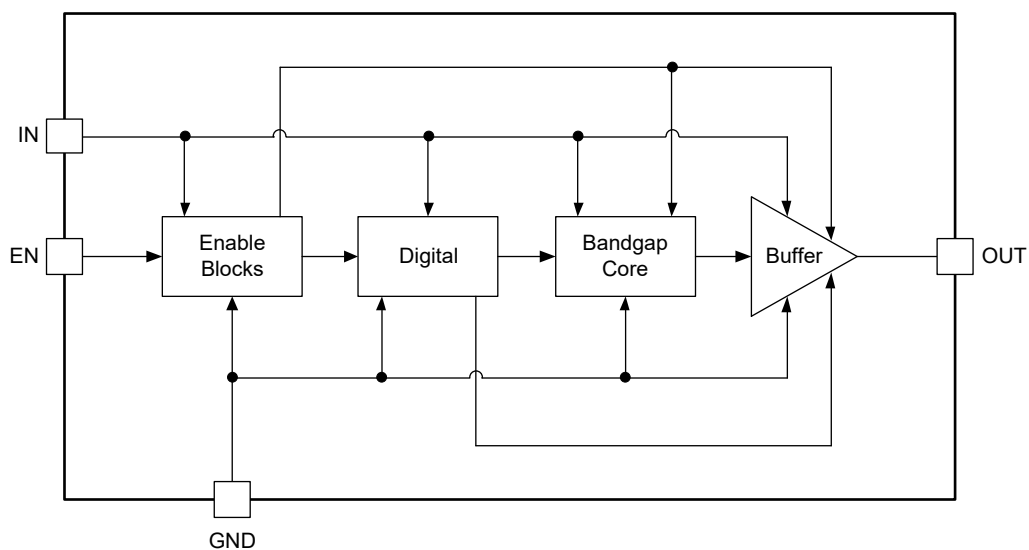 IN
EN
Enable
Blocks
Digital
Bandgap
Core
Buffer
OUT
GND